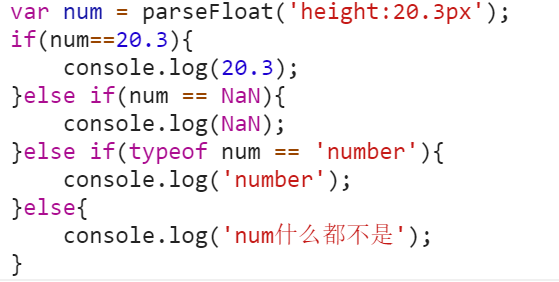 var num = parseFloat('height:20.3px');
if(num==20.3){
    console.log(20.3);
}else if(num == NaN){
    console.log(NaN);
}else if(typeof num == 'number'){
    console.log('number');
}else{
    console.log('num什么都不是');
}